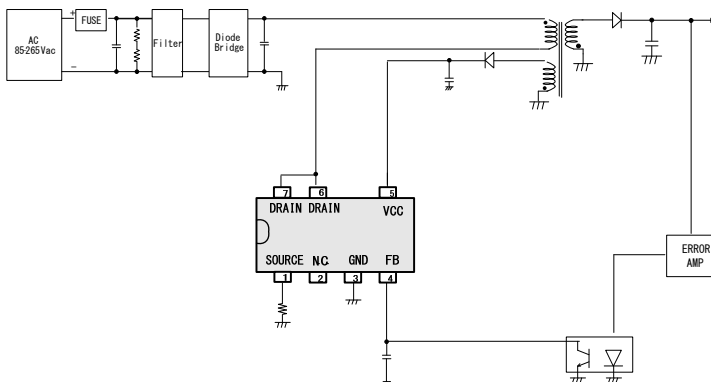 AC
85-265Vac
+
-
FUSE
Filter
Diode
Bridge
7
6
5
DRAIN DRAIN
VCC
SOURCE N.C. GND FB
1
2
3
4
ERROR
AMP